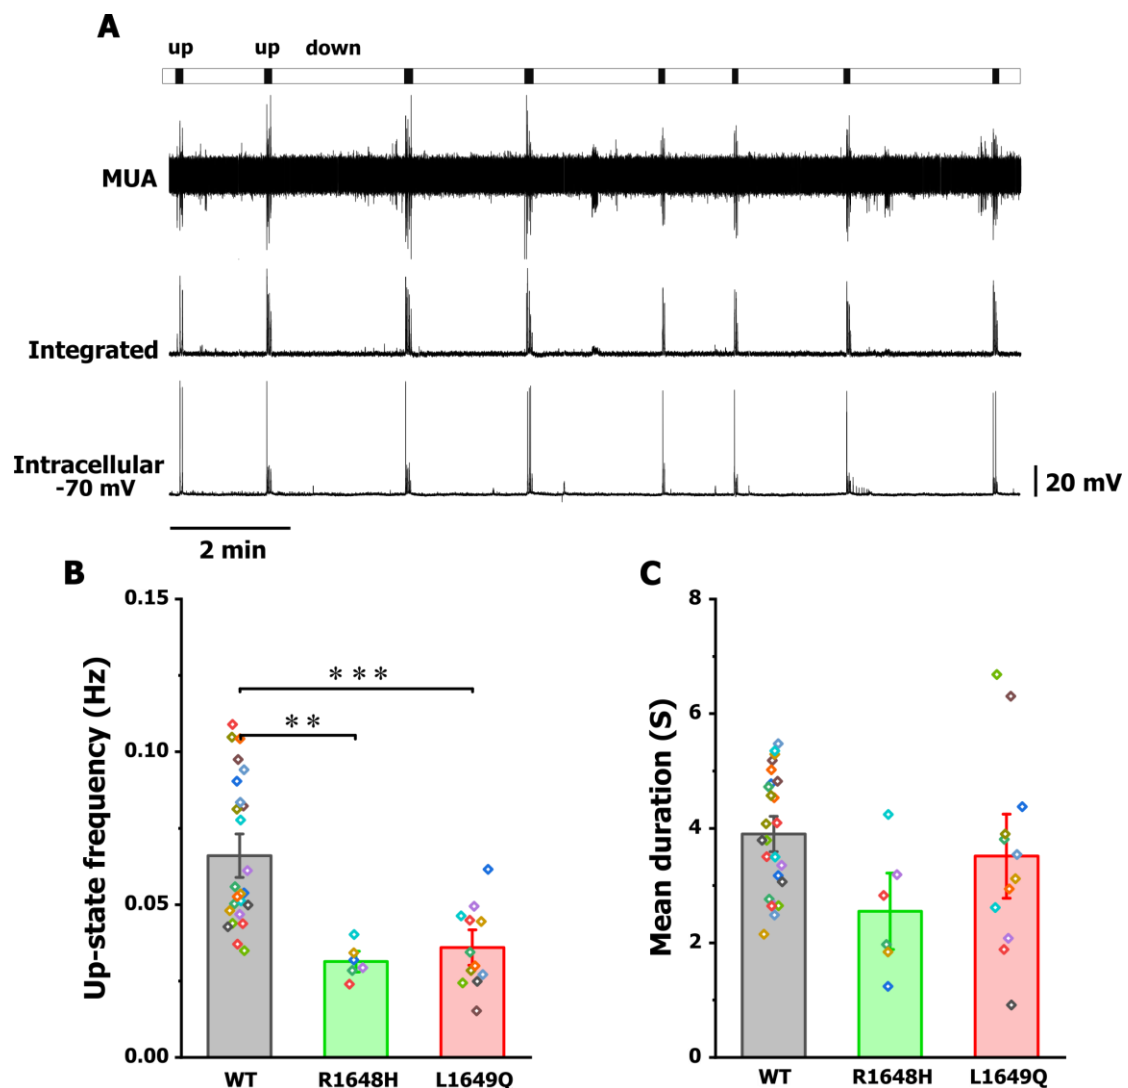 A
up up down
MUA
Integrated
Intracellular
-70 mV
20 mV
2 min
B
Up-state frequency (Hz)
0.15
0.10
0.05
0.00
* * *
* *
WT R1648H L1649Q
C
Mean duration (S)
8
6
4
2
0
WT R1648H L1649Q